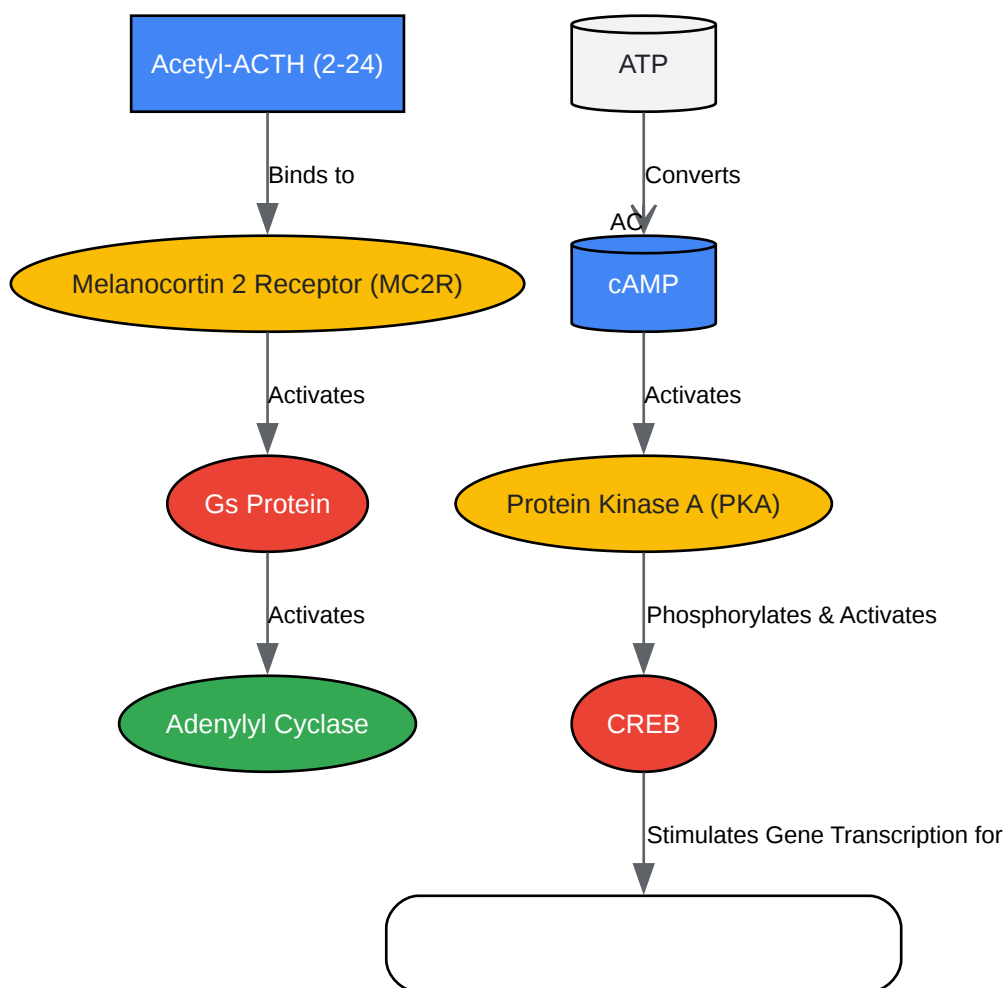 Acetyl-ACTH (2-24)
ATP
Binds to
Converts
AC
Melanocortin 2 Receptor (MC2R)
cAMP
Activates
Activates
Gs Protein
Protein Kinase A (PKA)
Activates
Phosphorylates & Activates
Adenylyl Cyclase
CREB
Stimulates Gene Transcription for